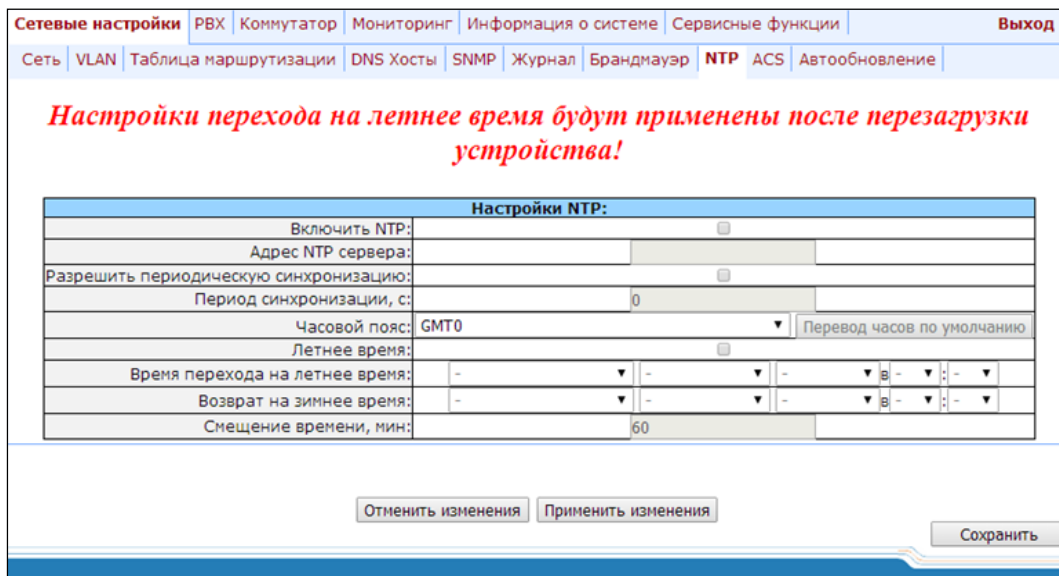 Сетевые настройки PBX Коммутатор Мониторинг Информация о системе Сервисные функции Выход
Сеть VLAN Таблица маршрутизации DNS Хосты SNMP Журнал Брандмауэр NTP ACS Автообновление
Настройки перехода на летнее время будут применены после перезагрузки
устройства!
Настройки NTP:
Включить NTP:
Адрес NTP сервера:
Разрешить периодическую синхронизацию:
Период синхронизации, с: 0
Часовой пояс: GMT0 Перевод часов по умолчанию
Летнее время:
Время перехода на летнее время: - - - в - : -
Возврат на зимнее время: - - - в - : -
Смещение времени, мин: 60
Отменить изменения Применить изменения
Сохранить